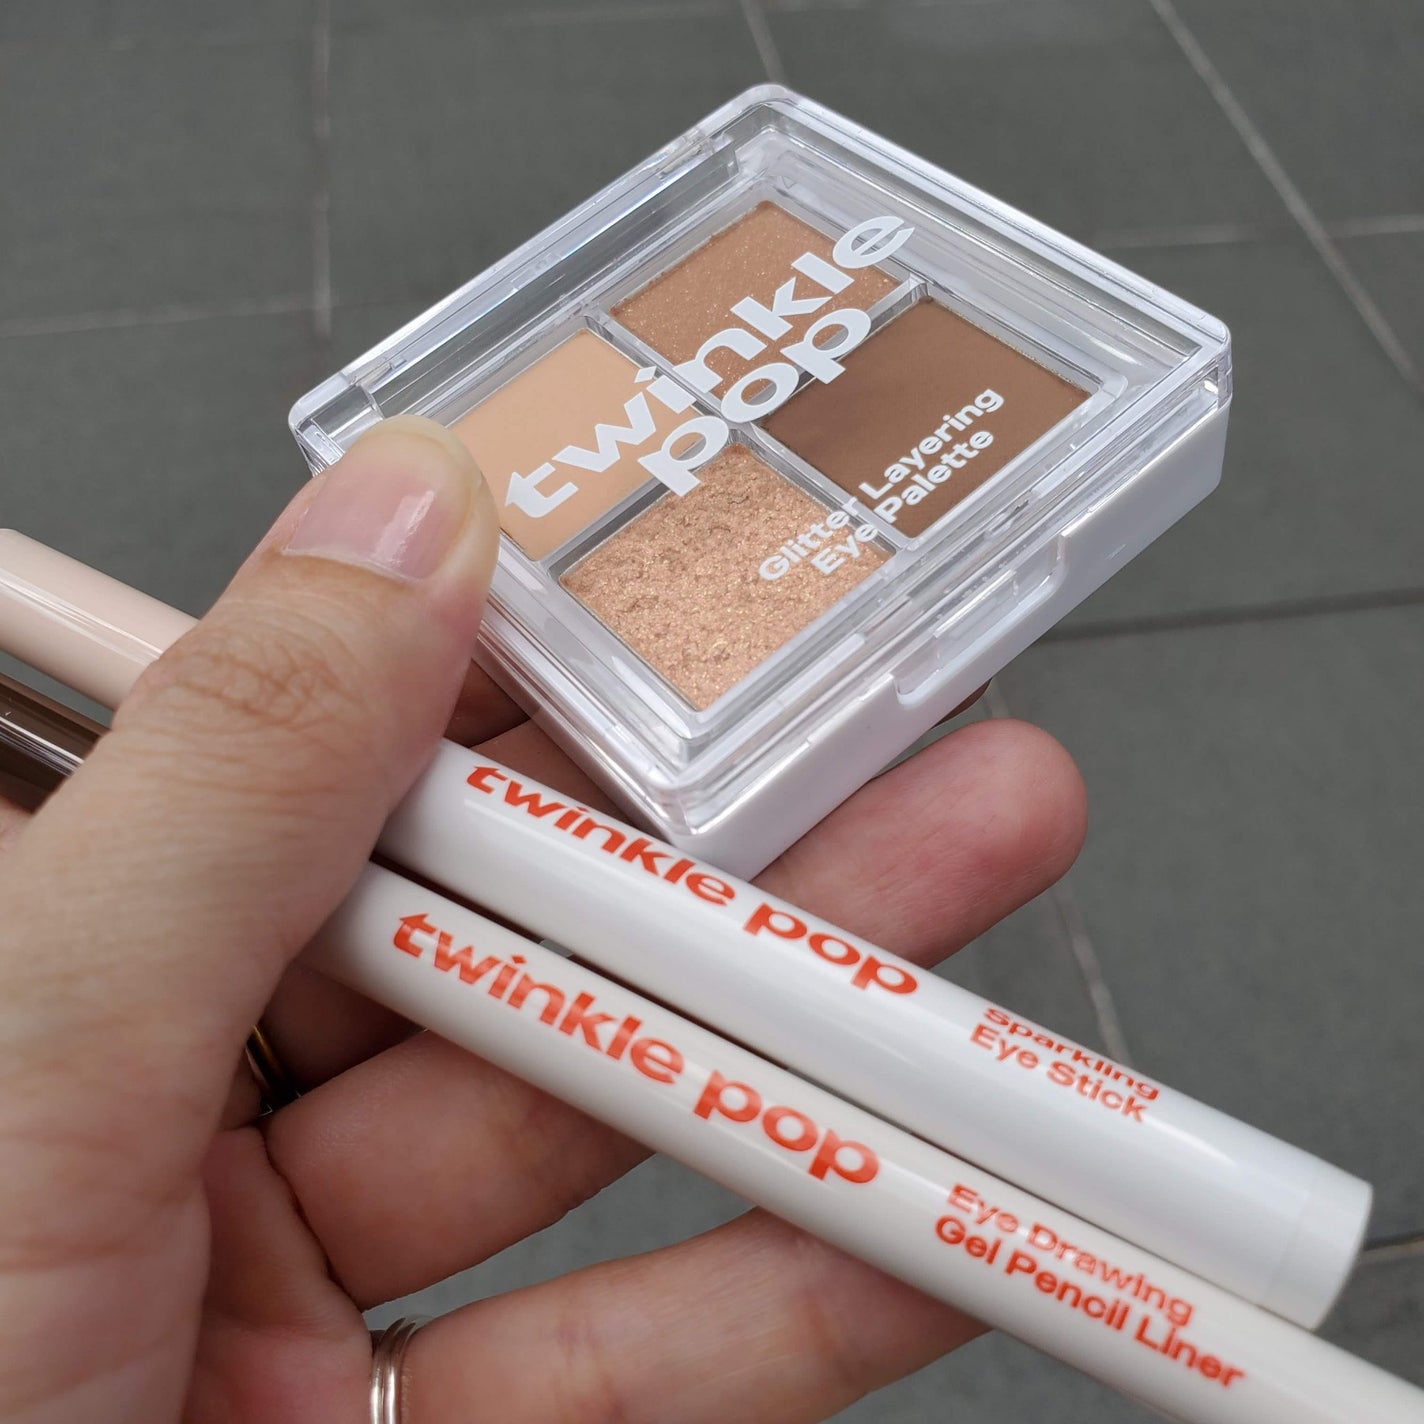 twinkle
pop
Glitter Layering
Eye Palette
twinkle pop
Sparkling
Eye Stick
twinkle pop
Eye Drawing
Gel Pencil Liner